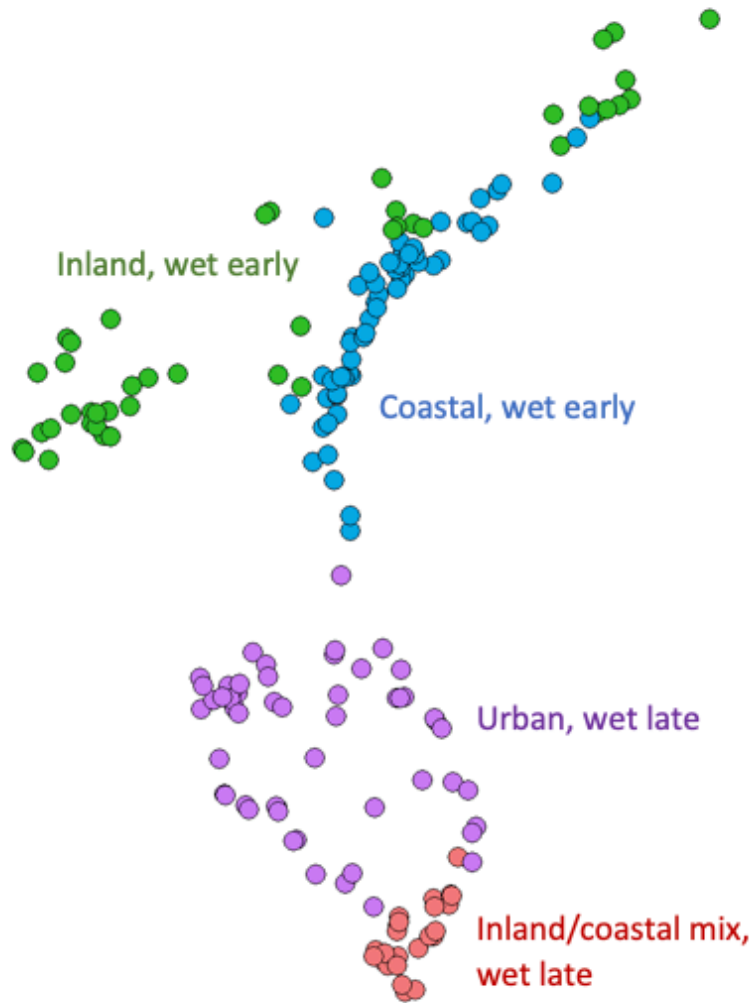 Inland, wet early
Coastal, wet early
Urban, wet late
Inland/coastal mix,
wet late